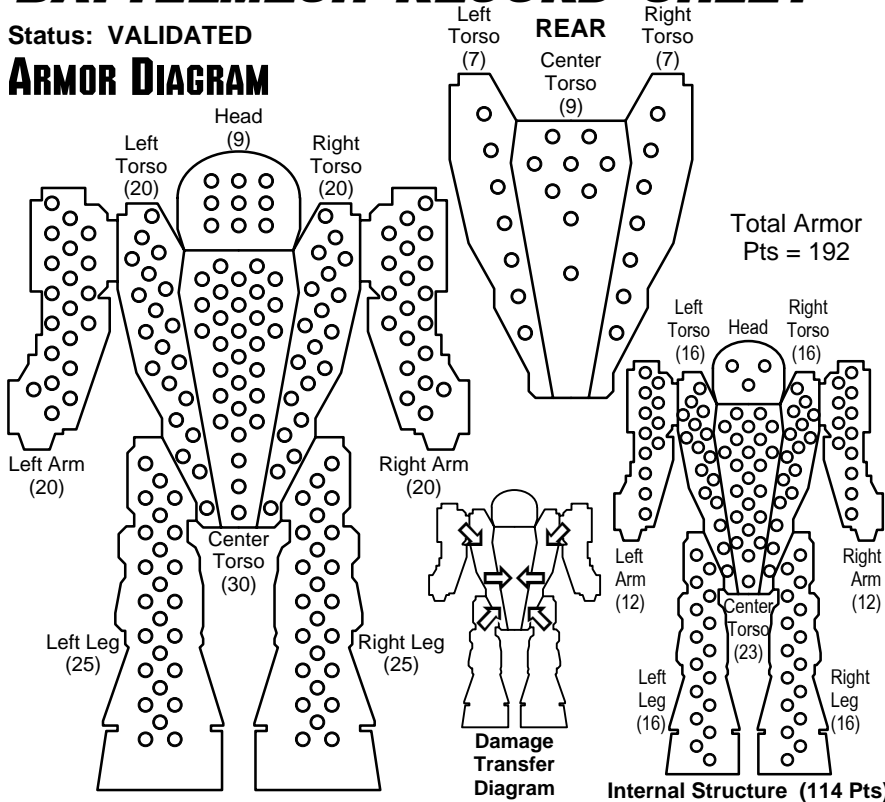 BATTLEMECH RECORD SHEET
Status: VALIDATED
ARMOR DIAGRAM
Head
(9)
Left
Torso
(20)
Right
Torso
(20)
Left Arm
(20)
Right Arm
(20)
Center
Torso
(30)
Left Leg
(25)
Right Leg
(25)
REAR
Left
Torso
(7)
Center
Torso
(9)
Right
Torso
(7)
Total Armor
Pts = 192
Left
Torso
(16)
Head
Right
Torso
(16)
Left
Arm
(12)
Right
Arm
(12)
Center
Torso
(23)
Left
Leg
(16)
Right
Leg
(16)
Damage
Transfer
Diagram
Internal Structure (114 Pts)